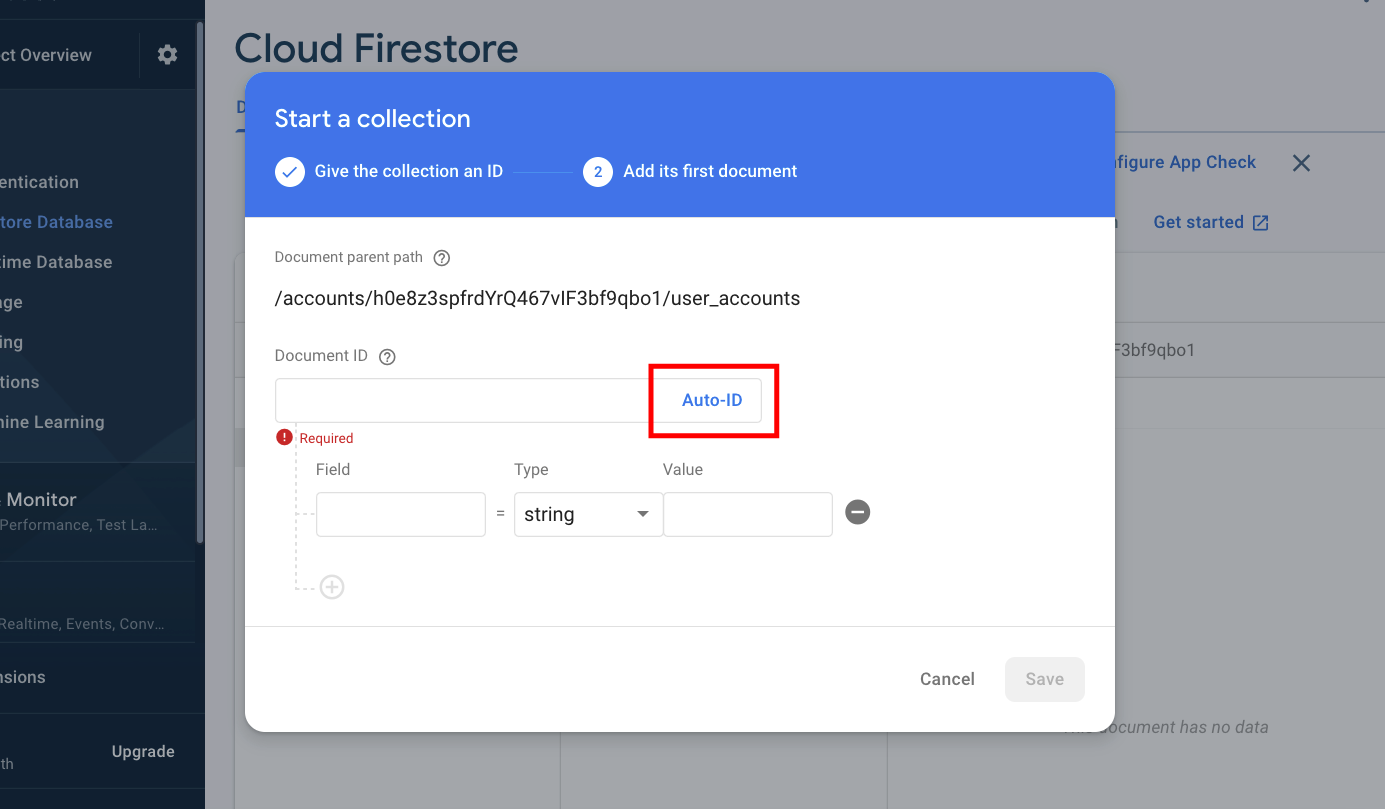 ct Overview
Cloud Firestore
Start a collection
Give the collection an ID
2
Add its first document
nfigure App Check
entication
tore Database
Get started
Document parent path
time Database
/accounts/h0e8z3spfrdYrQ467vIF3bf9qbo1/user_accounts
age
ing
Document ID
F3bf9qbo1
tions
Auto-ID
hine Learning
Required
Field
Type
Value
Monitor
=
string
Performance, Test La...
Realtime, Events, Conv...
nsions
Cancel
Save
This document has no data
Upgrade
th